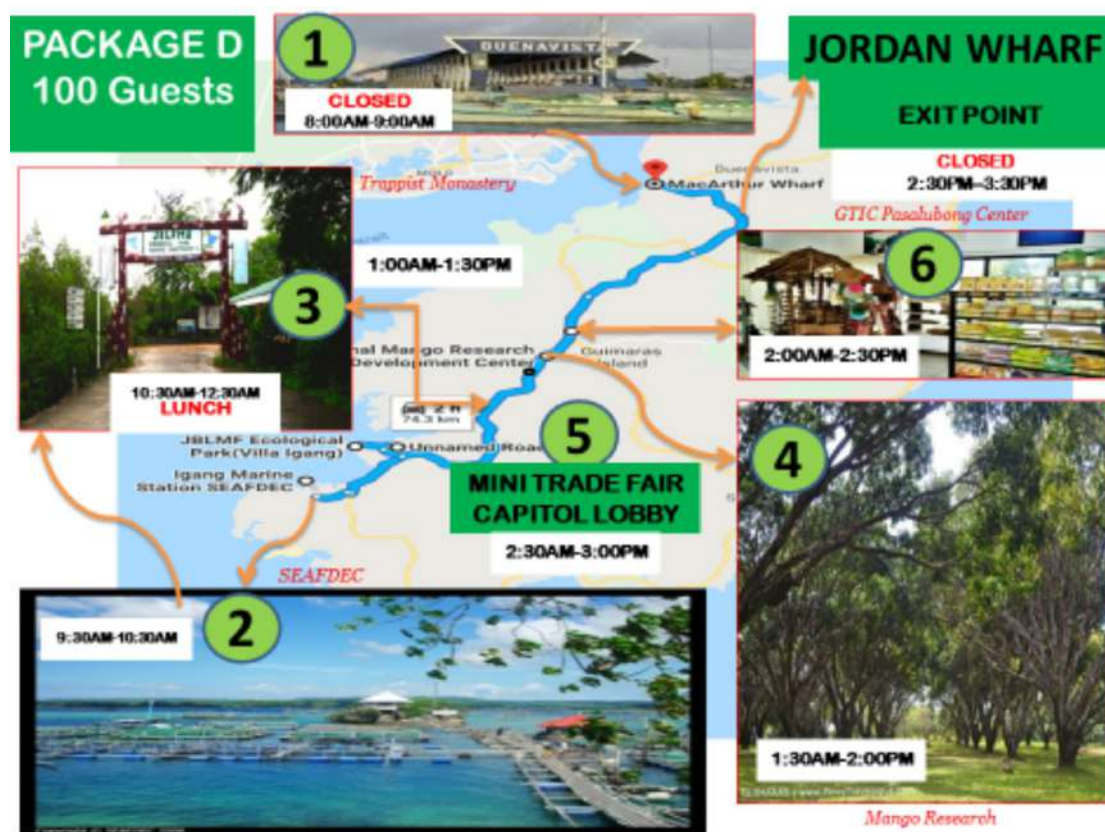 PACKAGE D
100 Guests
1
BUENAVISTA
CLOSED
8:00AM-9:00AM
JORDAN WHARF
EXIT POINT
CLOSED
2:30PM-3:30PM
GTIC Pasalubong Center
Trappist Monastery
Buenavista
MacArthur Wharf
JBLMF
3
1:00AM-1:30PM
6
2:00AM-2:30PM
10:30AM-12:30AM
LUNCH
nal Mango Research
Development Center
Guimaras
Island
2 h
74.3 km
JBLMF Ecological
Park(Villa Igang)
Unnamed Road
5
4
Igang Marine
Station SEAFDEC
MINI TRADE FAIR
CAPITOL LOBBY
2:30AM-3:00PM
SEAFDEC
2
9:30AM-10:30AM
1:30AM-2:00PM
Mango Research